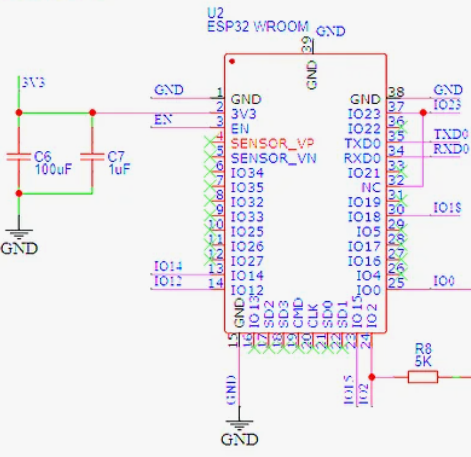 U2
ESP32 WROOM
GND
39
GND
3V3
GND
EN
C6
100uF
C7
1uF
GND
1 GND
2 3V3
3 EN
4 SENSOR_VP
5 SENSOR_VN
6 IO34
7 IO35
8 IO32
9 IO33
10 IO25
11 IO26
12 IO27
IO14 13 IO14
IO12 14 IO12
GND 38 GND
IO23 37 IO23
IO22 36
TXD0 35 TXD0
RXD0 34 RXD0
IO21 33
NC 32
IO19 31
IO18 30 IO18
IO5 29
IO17 28
IO16 27
IO4 26
IO0 25 IO0
GND IO13 SD2 SD3 CMD CLK SD0 SD1 IO15 IO2
15 16 17 18 19 20 21 22 23 24
GND
IO15
IO2
R8
5K
GND